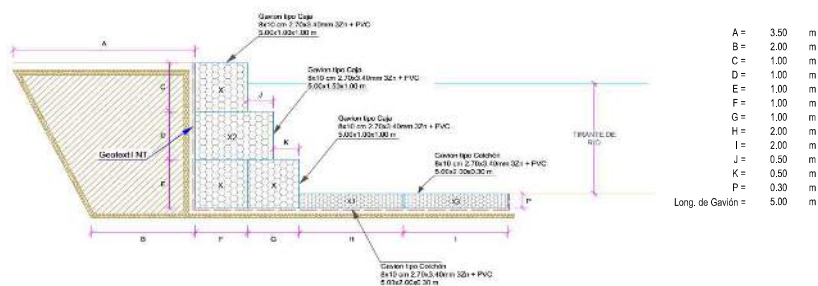 Gavion tipo Caja
8x10 cm 2.70x3.40mm 3Zn + PVC
5.00x1.00x1.00 m
A
Gavion tipo Caja
8x10 cm 2.70x3.40mm 3Zn + PVC
5.00x1.50x1.00 m
C
X
J
Gavion tipo Caja
8x10 cm 2.70x3.40mm 3Zn + PVC
5.00x1.00x1.00 m
D
X2
K
TIRANTE DE
RIO
Geotextil NT
Gavion tipo Colchón
8x10 cm 2.70x3.40mm 3Zn + PVC
5.00x2.00x0.30 m
E
X
X
X3
X3
P
B
F
G
H
I
Gavion tipo Colchón
8x10 cm 2.70x3.40mm 3Zn + PVC
5.00x2.00x0.30 m
A = 3.50 m
B = 2.00 m
C = 1.00 m
D = 1.00 m
E = 1.00 m
F = 1.00 m
G = 1.00 m
H = 2.00 m
I = 2.00 m
J = 0.50 m
K = 0.50 m
P = 0.30 m
Long. de Gavión = 5.00 m